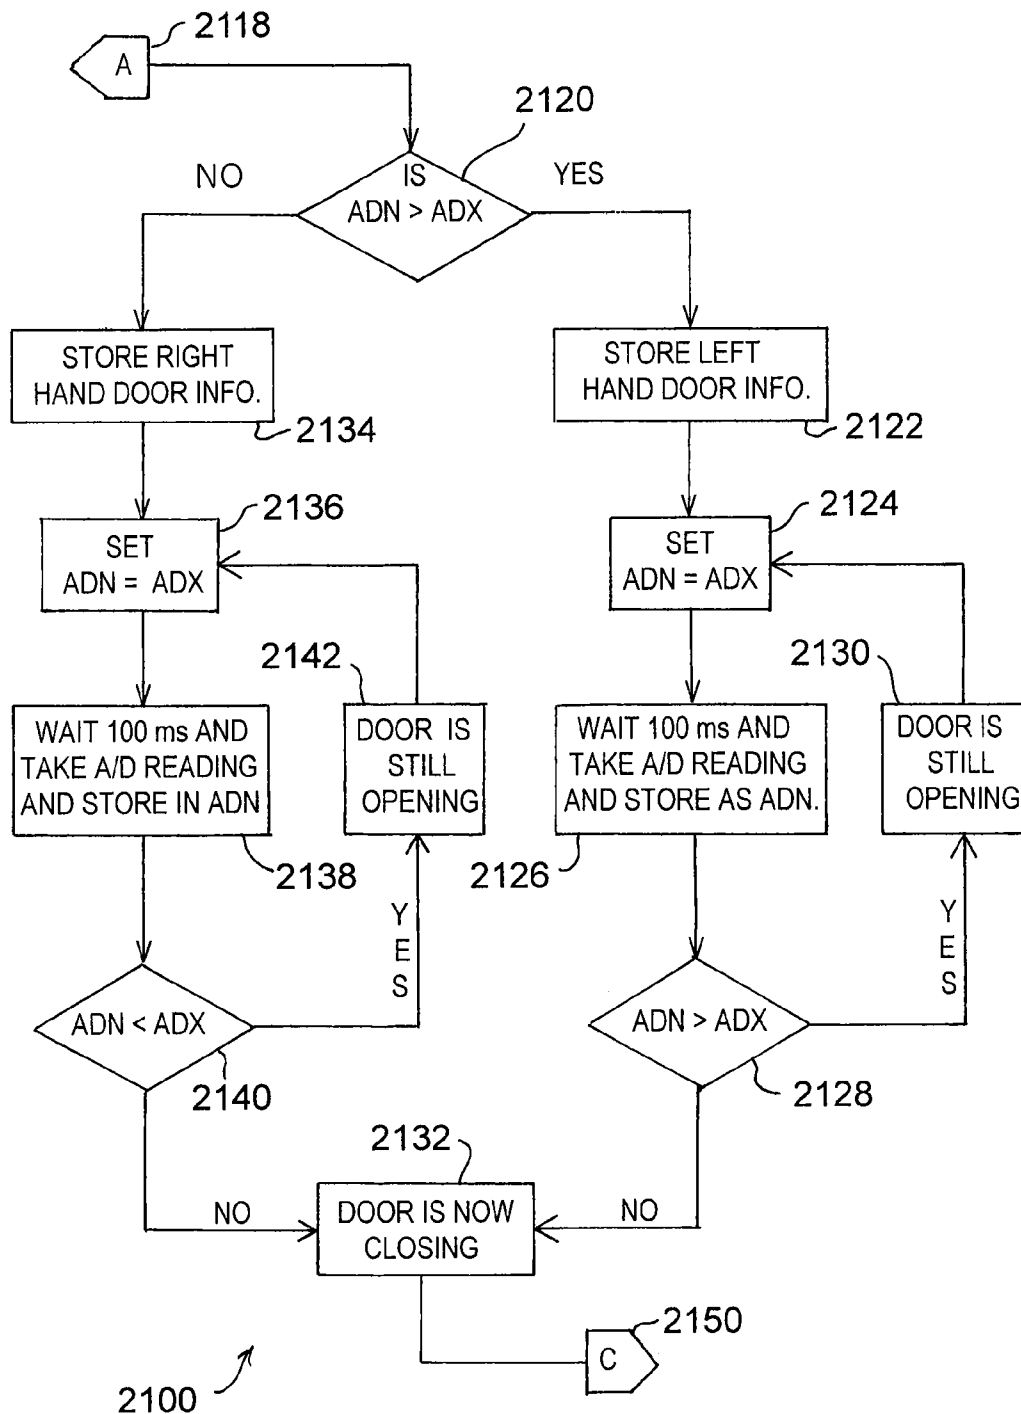 A
2118
2120
NO
IS
ADN > ADX
YES
STORE RIGHT
HAND DOOR INFO.
2134
STORE LEFT
HAND DOOR INFO.
2122
2136
SET
ADN = ADX
2124
SET
ADN = ADX
2142
2130
WAIT 100 ms AND
TAKE A/D READING
AND STORE IN ADN
2138
DOOR IS
STILL
OPENING
WAIT 100 ms AND
TAKE A/D READING
AND STORE AS ADN.
2126
DOOR IS
STILL
OPENING
YES
YES
ADN < ADX
2140
ADN > ADX
2128
2132
NO
DOOR IS NOW
CLOSING
NO
2150
C
2100